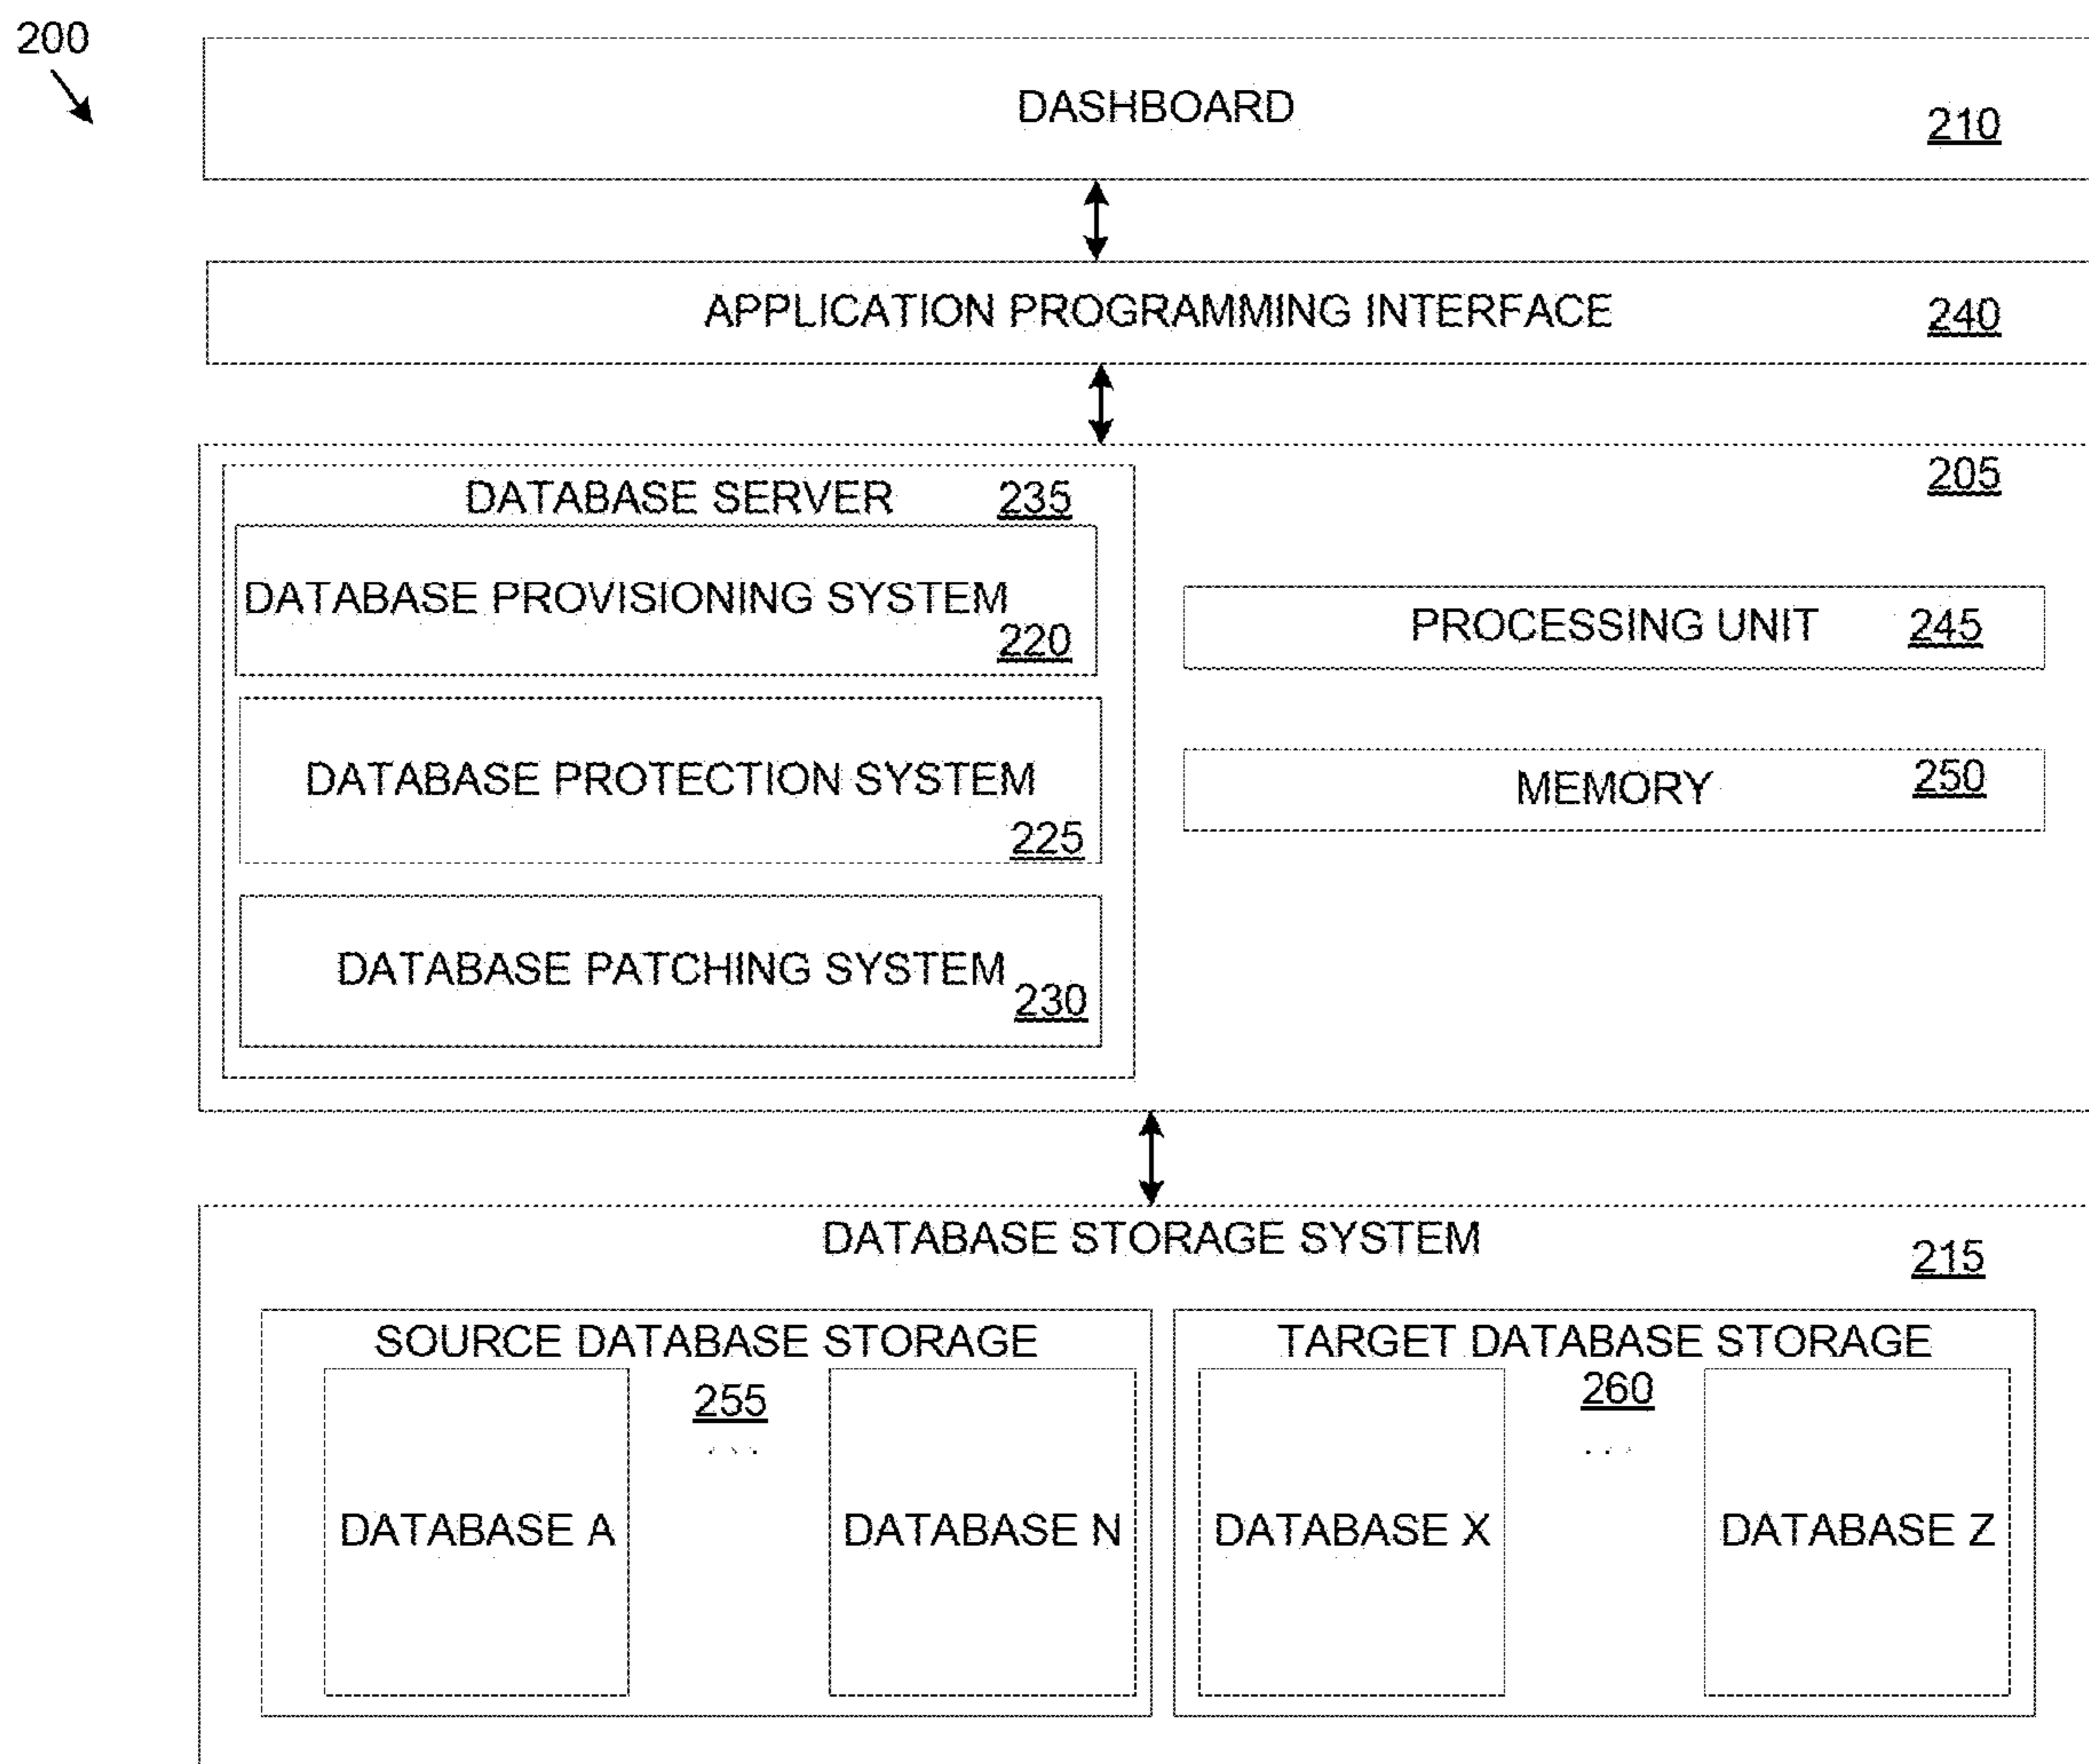 200
DASHBOARD
210
APPLICATION PROGRAMMING INTERFACE
240
205
DATABASE SERVER 235
DATABASE PROVISIONING SYSTEM
220
PROCESSING UNIT 245
DATABASE PROTECTION SYSTEM
225
MEMORY 250
DATABASE PATCHING SYSTEM
230
DATABASE STORAGE SYSTEM
215
SOURCE DATABASE STORAGE
255
...
DATABASE A
DATABASE N
TARGET DATABASE STORAGE
260
...
DATABASE X
DATABASE Z